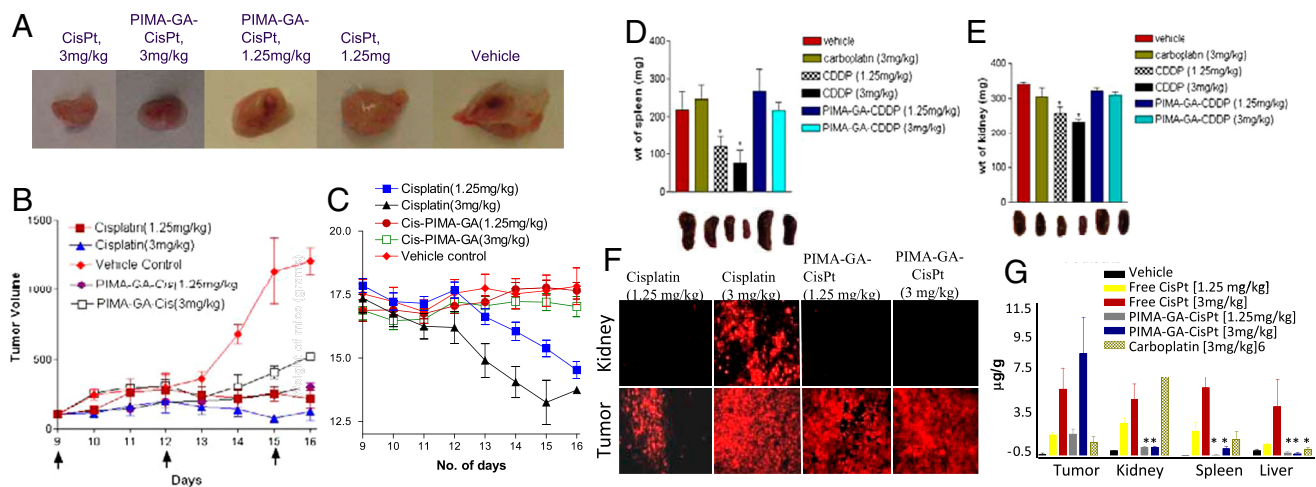 A
CisPt,
3mg/kg
PIMA-GA-
CisPt,
3mg/kg
PIMA-GA-
CisPt,
1.25mg/kg
CisPt,
1.25mg
Vehicle
B
Cisplatin(1.25mg/kg)
Cisplatin(3mg/kg)
Vehicle Control
PIMA-GA-Cis(1.25mg/kg)
PIMA-GA-Cis(3mg/kg)
Tumor Volume
1500
1000
500
0
9
10
11
12
13
14
15
16
Days
C
Cisplatin(1.25mg/kg)
Cisplatin(3mg/kg)
Cis-PIMA-GA(1.25mg/kg)
Cis-PIMA-GA(3mg/kg)
Vehicle control
Weight of mice (grams)
20.0
17.5
15.0
12.5
9
10
11
12
13
14
15
16
No. of days
D
vehicle
carboplatin (3mg/kg)
CDDP (1.25mg/kg)
CDDP (3mg/kg)
PIMA-GA-CDDP (1.25mg/kg)
PIMA-GA-CDDP (3mg/kg)
wt of spleen (mg)
400
300
200
100
0
*
*
E
vehicle
carboplatin (3mg/kg)
CDDP (1.25mg/kg)
CDDP (3mg/kg)
PIMA-GA-CDDP (1.25mg/kg)
PIMA-GA-CDDP (3mg/kg)
wt of kidney (mg)
400
300
200
100
0
*
*
F
Cisplatin
(1.25 mg/kg)
Cisplatin
(3 mg/kg)
PIMA-GA-
CisPt
(1.25 mg/kg)
PIMA-GA-
CisPt
(3 mg/kg)
Kidney
Tumor
G
Vehicle
Free CisPt [1.25 mg/kg]
Free CisPt [3mg/kg]
PIMA-GA-CisPt [1.25mg/kg]
PIMA-GA-CisPt [3mg/kg]
Carboplatin [3mg/kg]6
µg/g
11.5
7.5
3.5
-0.5
**
* *
** *
Tumor
Kidney
Spleen
Liver